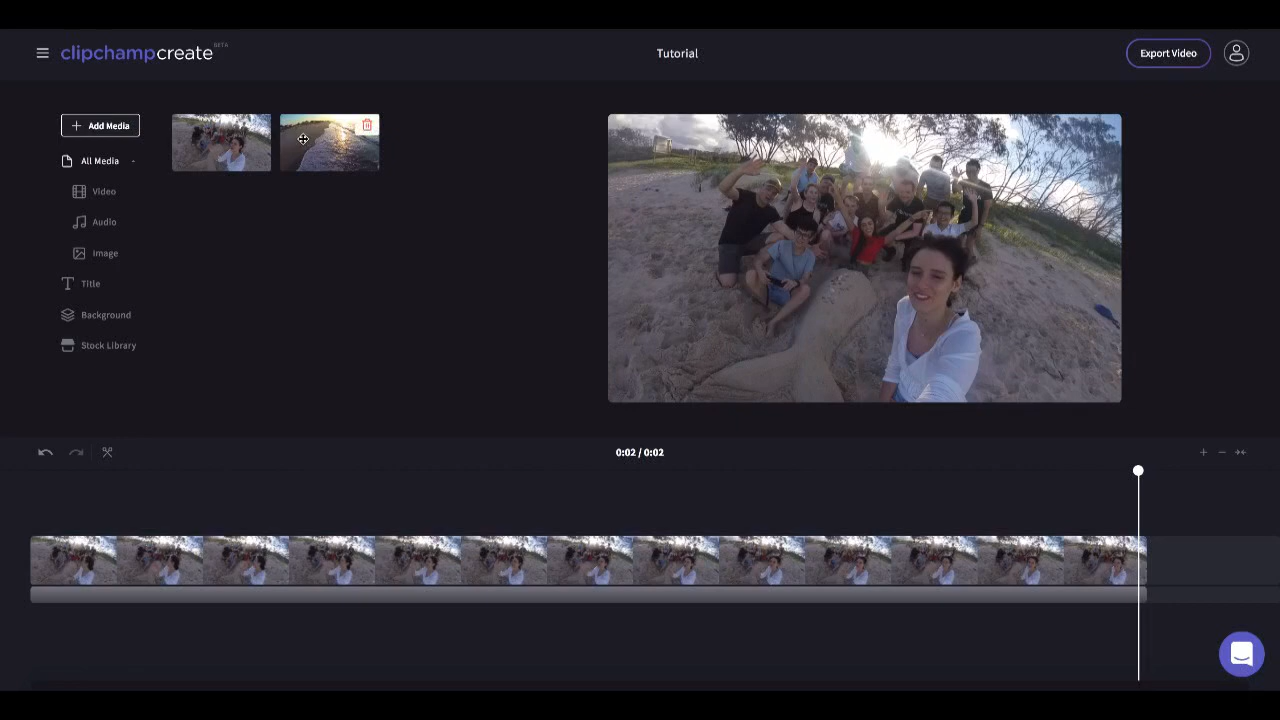 clipchampcreate BETA
Tutorial
Export Video
+ Add Media
All Media -
Video
Audio
Image
Title
Background
Stock Library
0:02 / 0:02